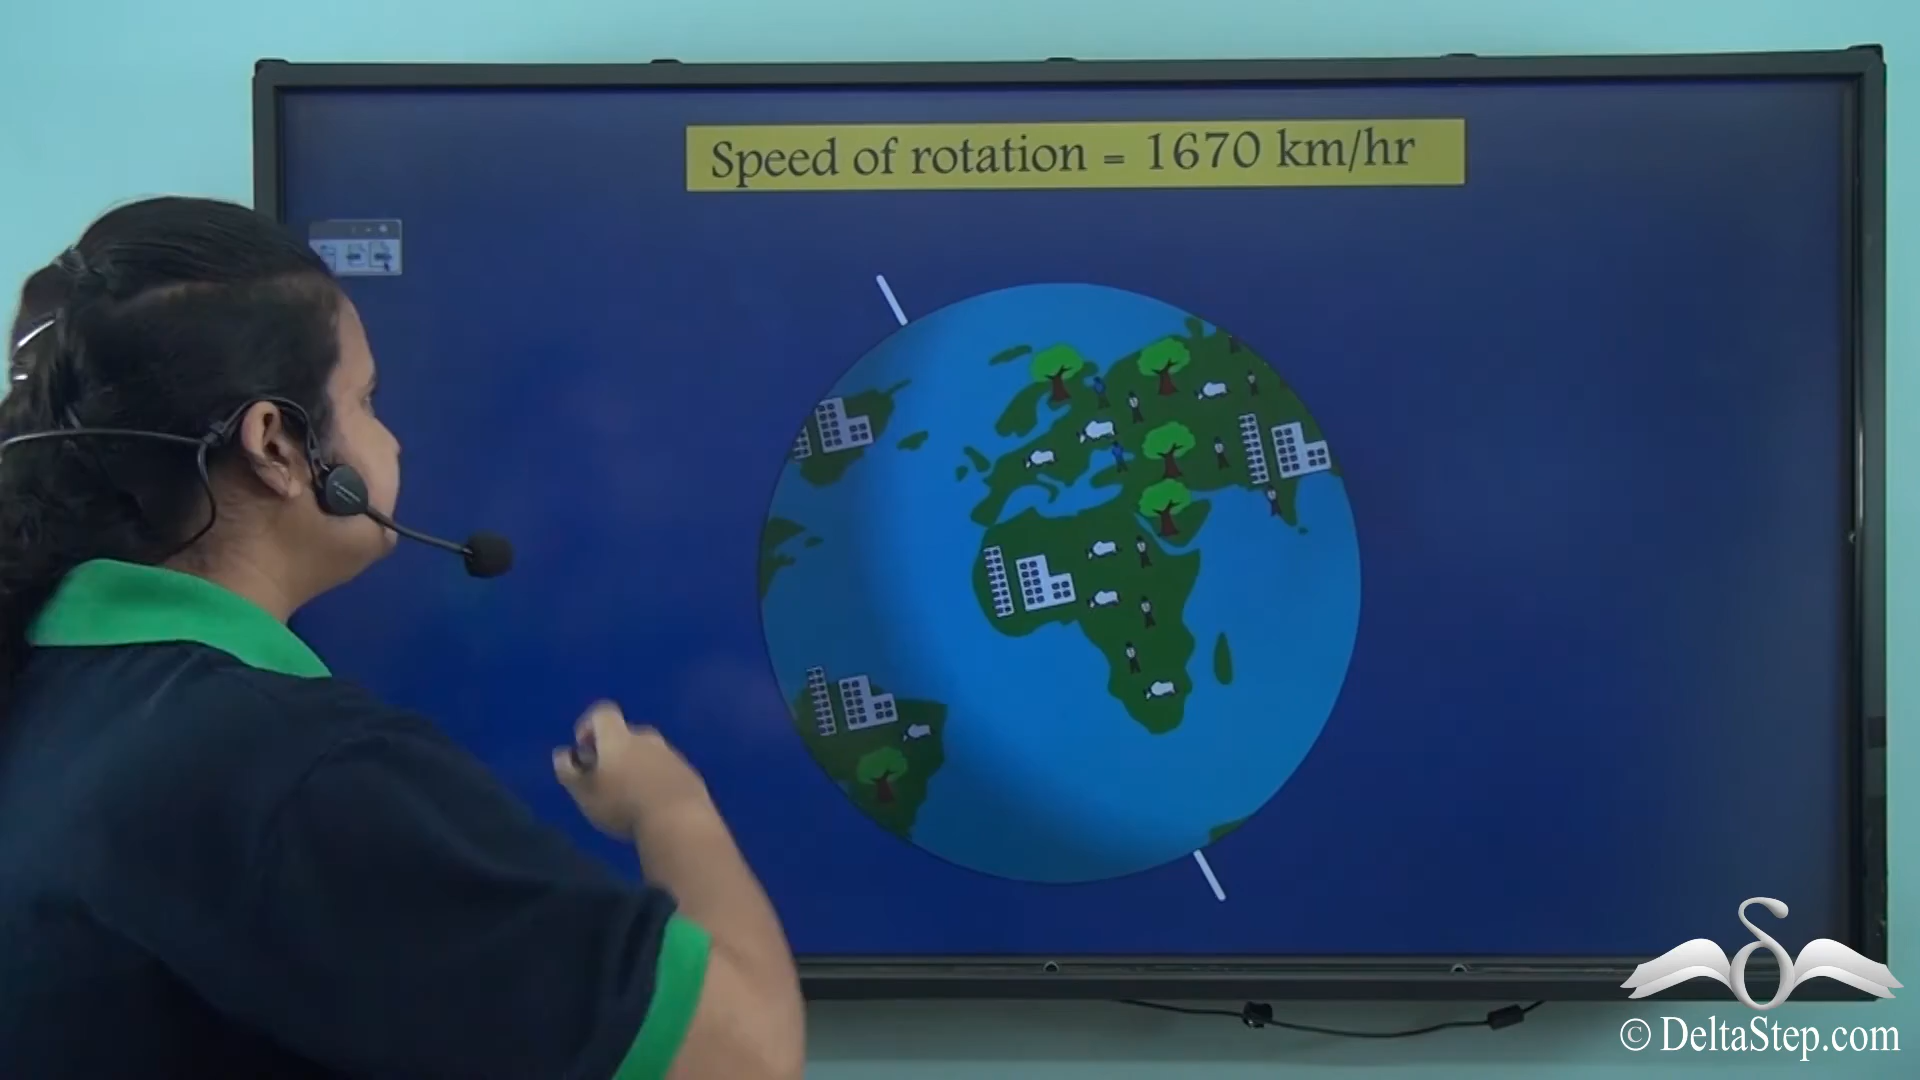 Speed of rotation = 1670 km/hr
© DeltaStep.com